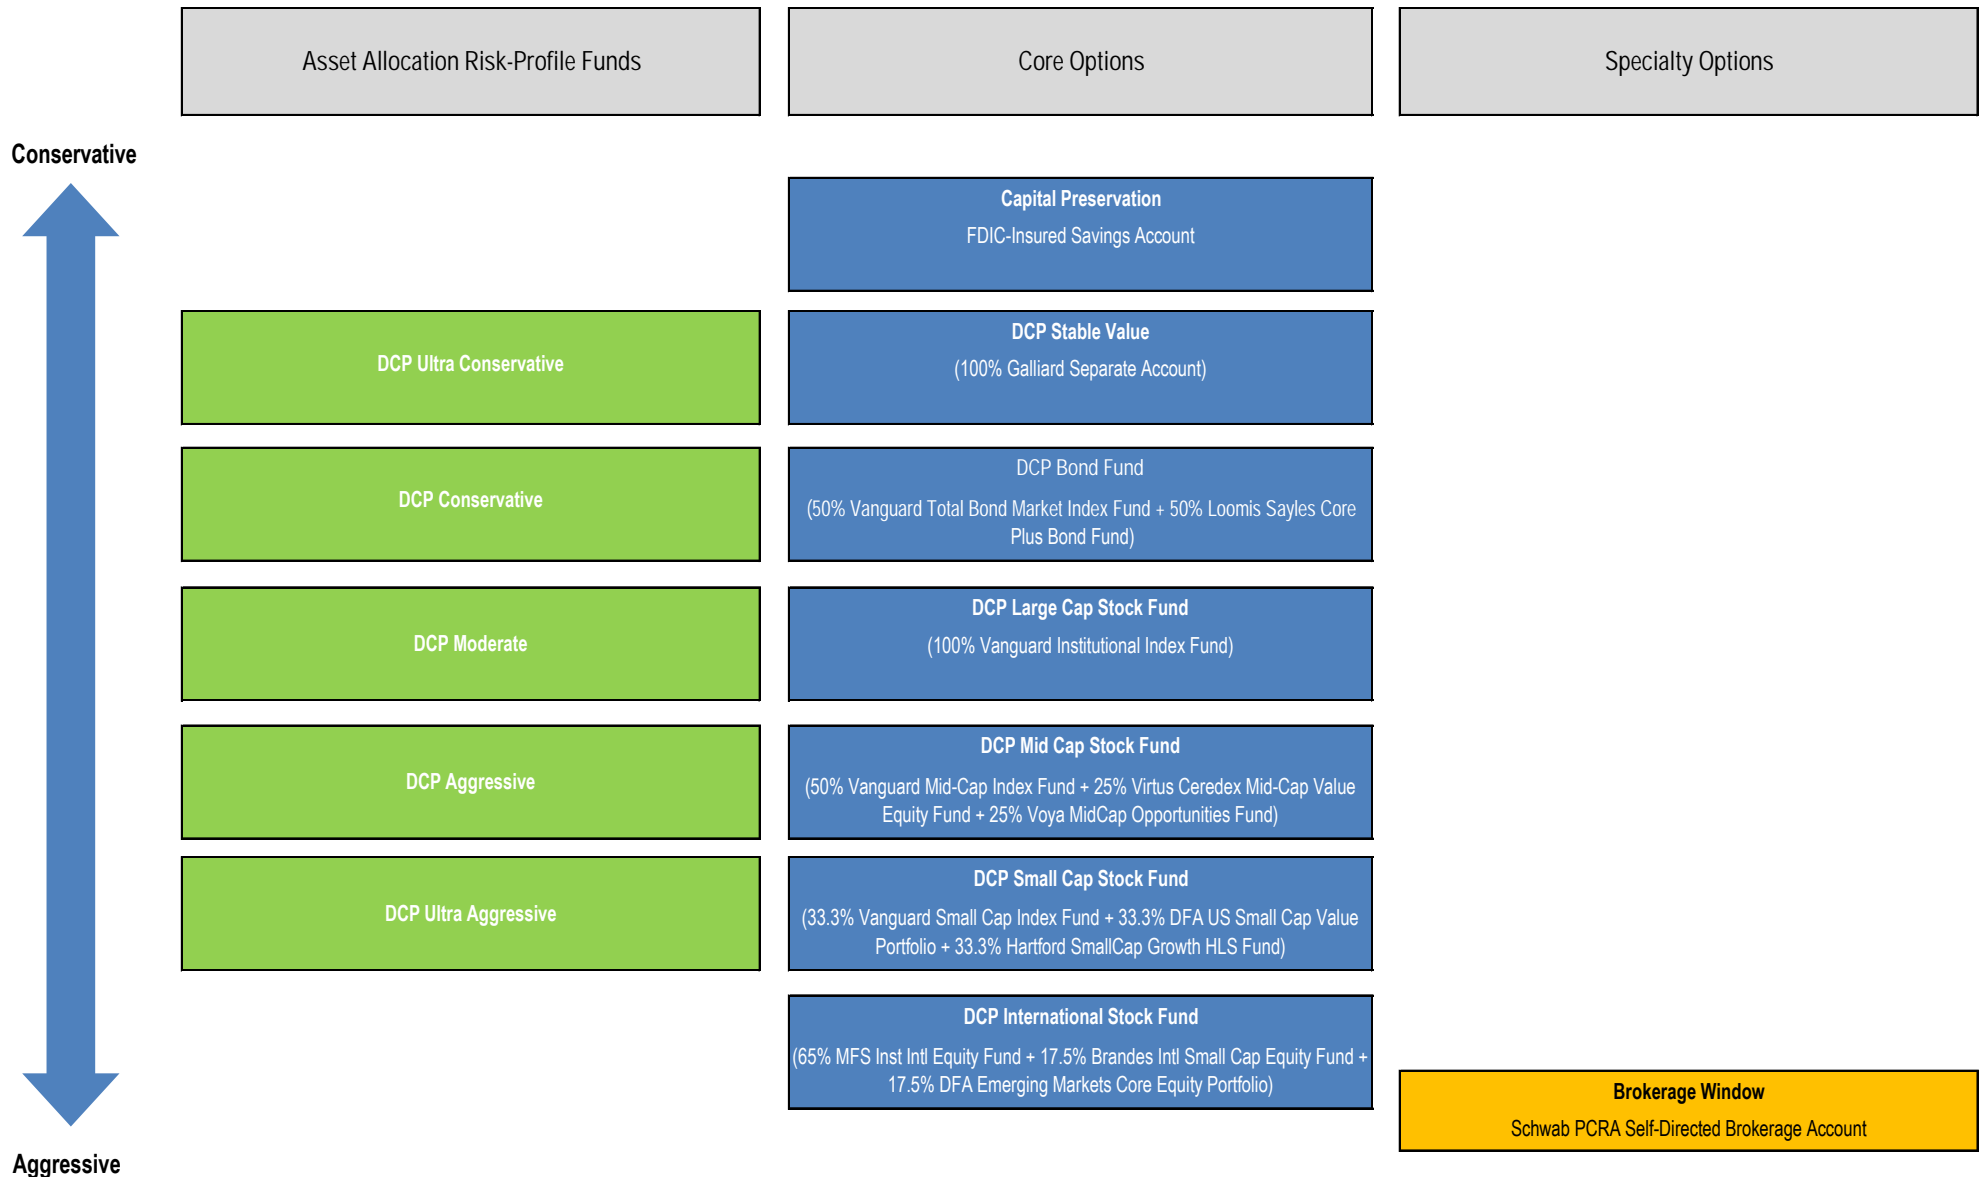 Asset Allocation Risk-Profile Funds
Core Options
Specialty Options
Conservative
Capital Preservation
FDIC-Insured Savings Account
DCP Ultra Conservative
DCP Stable Value
(100% Galliard Separate Account)
DCP Conservative
DCP Bond Fund
(50% Vanguard Total Bond Market Index Fund + 50% Loomis Sayles Core
Plus Bond Fund)
DCP Moderate
DCP Large Cap Stock Fund
(100% Vanguard Institutional Index Fund)
DCP Aggressive
DCP Mid Cap Stock Fund
(50% Vanguard Mid-Cap Index Fund + 25% Virtus Ceredex Mid-Cap Value
Equity Fund + 25% Voya MidCap Opportunities Fund)
DCP Ultra Aggressive
DCP Small Cap Stock Fund
(33.3% Vanguard Small Cap Index Fund + 33.3% DFA US Small Cap Value
Portfolio + 33.3% Hartford SmallCap Growth HLS Fund)
DCP International Stock Fund
(65% MFS Inst Intl Equity Fund + 17.5% Brandes Intl Small Cap Equity Fund +
17.5% DFA Emerging Markets Core Equity Portfolio)
Brokerage Window
Schwab PCRA Self-Directed Brokerage Account
Aggressive